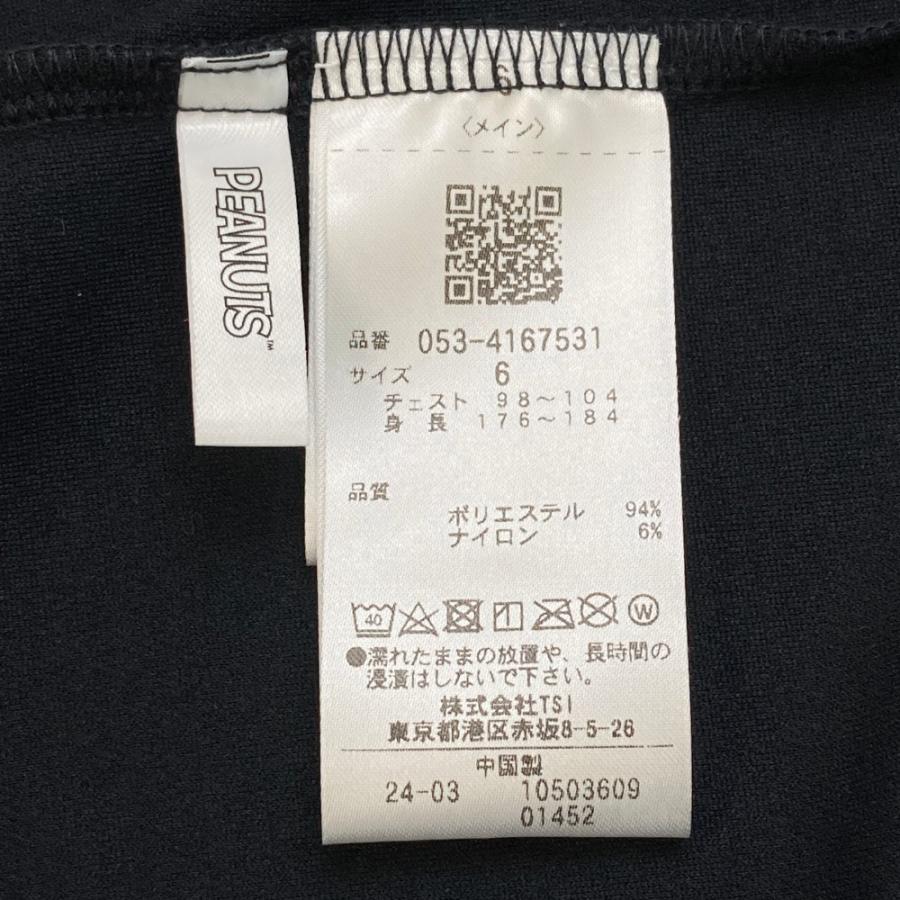 PEANUTS™
6
〈メイン〉
品番 053-4167531
サイズ 6
チェスト 98～104
身長 176～184
品質
ポリエステル 94%
ナイロン 6%
40
W
●濡れたままの放置や、長時間の
浸漬はしないで下さい。
株式会社TSI
東京都港区赤坂8-5-26
中国製
24-03 10503609
01452